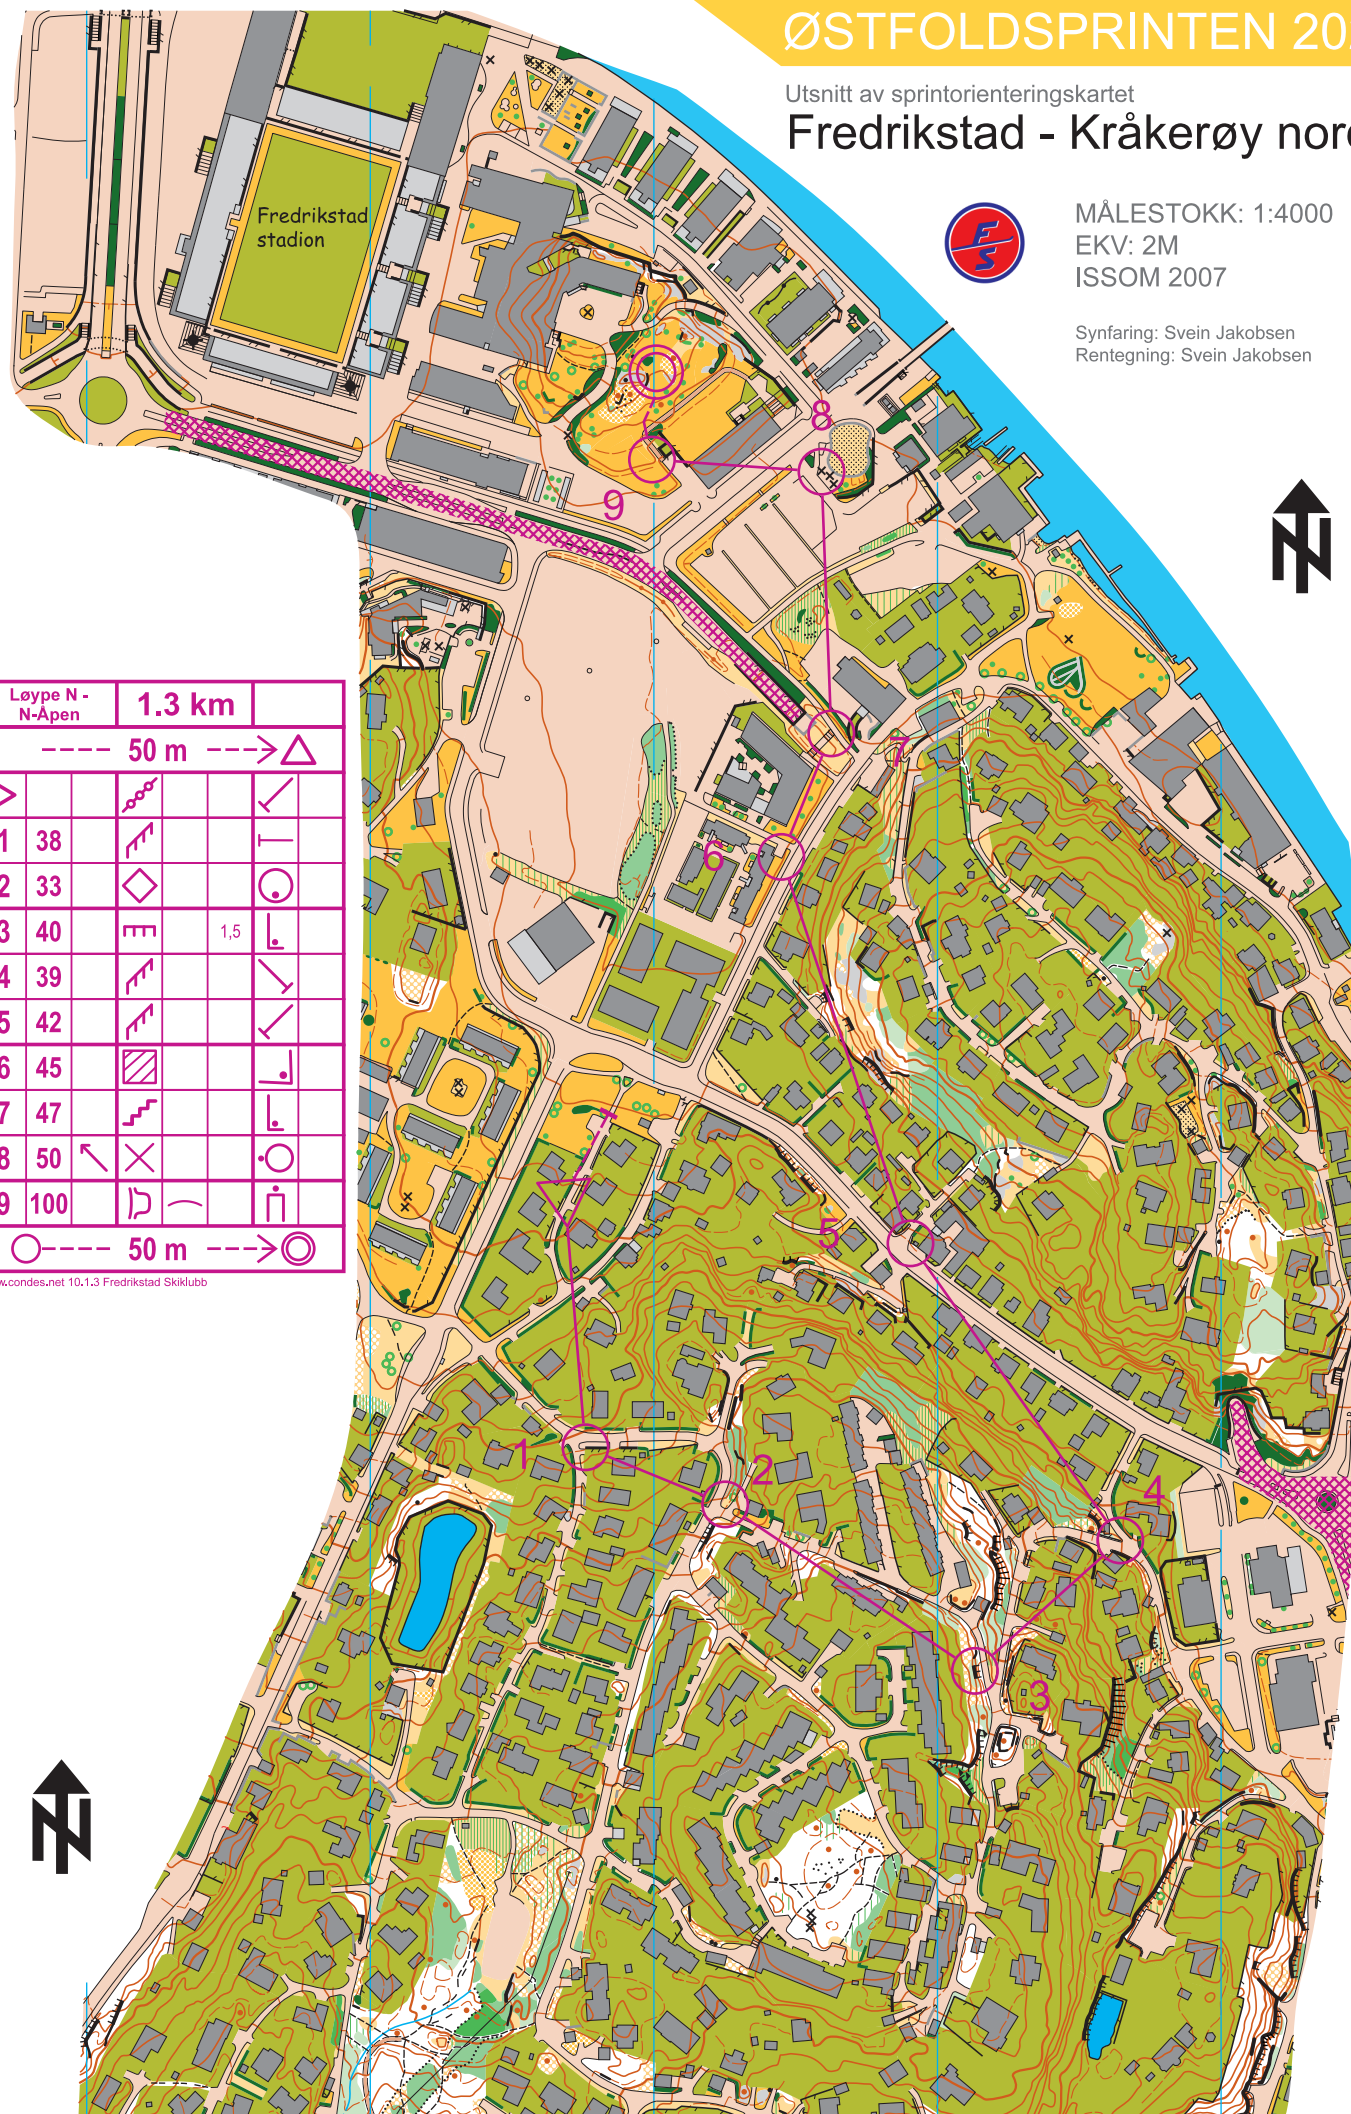 ØSTFOLDSPRINTEN 20
Utsnitt av sprintorienteringskartet
Fredrikstad - Kråkerøy nord
MÅLESTOKK: 1:4000
EKV: 2M
ISSOM 2007
Synfaring: Svein Jakobsen
Rentegning: Svein Jakobsen
F S
Fredrikstad
stadion
8
9
7
6
5
1
2
4
3
N
N
Løype N -
N-Åpen
1.3 km
50 m
1 38
2 33
3 40 1,5
4 39
5 42
6 45
7 47
8 50
9 100
50 m
w.condes.net 10.1.3 Fredrikstad Skiklubb